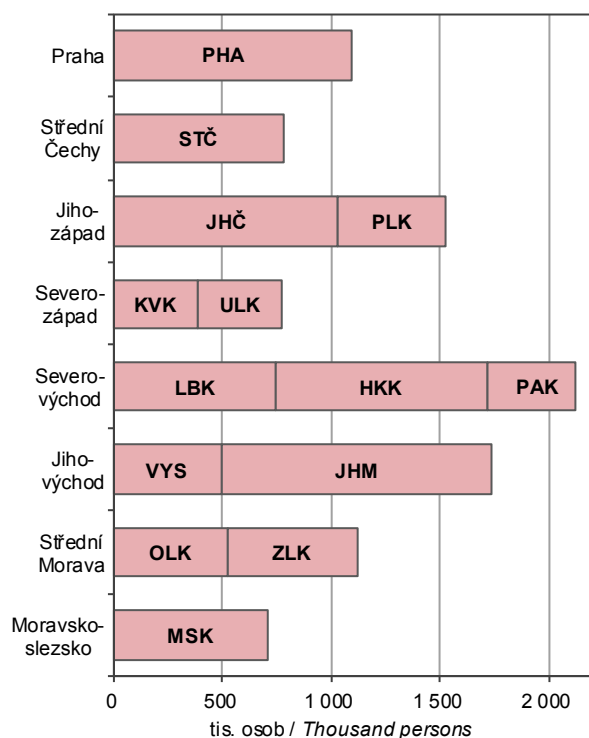 Praha
PHA
Střední
Čechy
STČ
Jiho-
západ
JHČ PLK
Severo-
západ
KVK ULK
Severo-
východ
LBK HKK PAK
Jiho-
východ
VYS JHM
Střední
Morava
OLK ZLK
Moravsko-
slezsko
MSK
0 500 1 000 1 500 2 000
tis. osob / Thousand persons